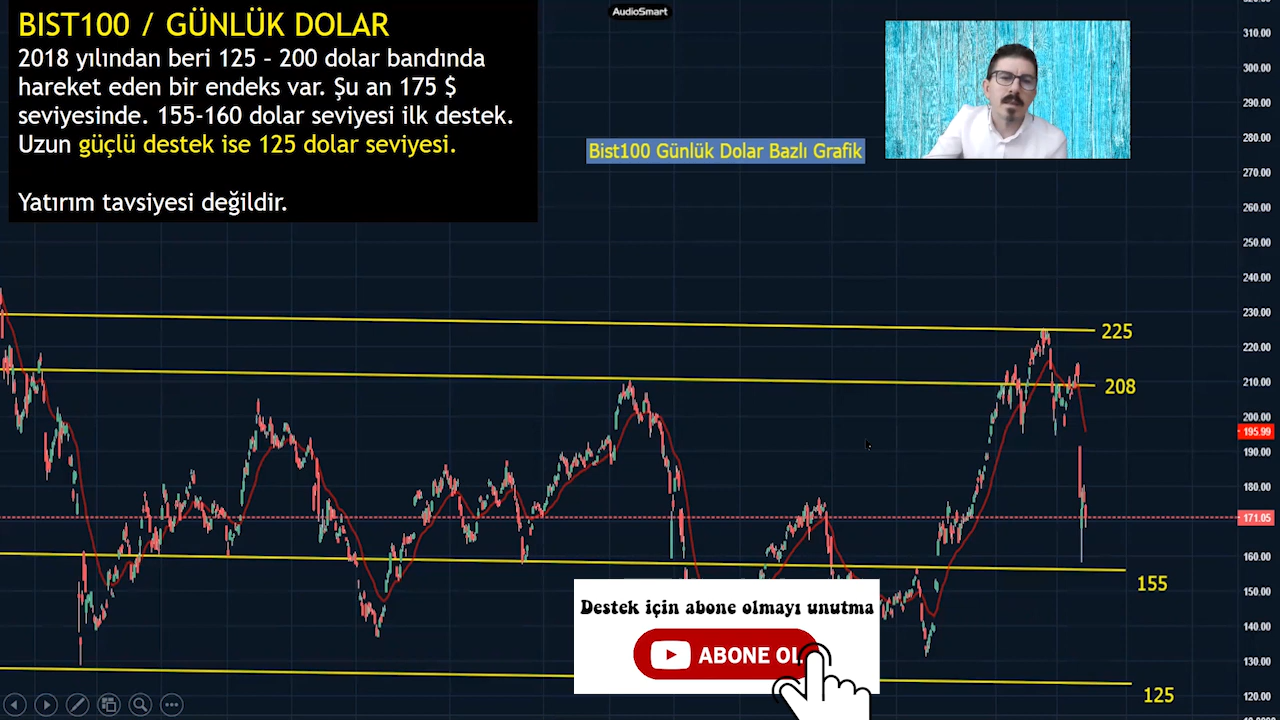 BIST100 / GÜNLÜK DOLAR
2018 yılından beri 125 – 200 dolar bandında
hareket eden bir endeks var. Şu an 175 $
seviyesinde. 155-160 dolar seviyesi ilk destek.
Uzun güçlü destek ise 125 dolar seviyesi.
Yatırım tavsiyesi değildir.
AudioSmart
Bist100 Günlük Dolar Bazlı Grafik
310.00
300.00
290.00
280.00
270.00
260.00
250.00
240.00
230.00
220.00
210.00
200.00
195.99
190.00
180.00
171.05
160.00
150.00
140.00
130.00
120.00
225
208
155
125
Destek için abone olmayı unutma
ABONE OL